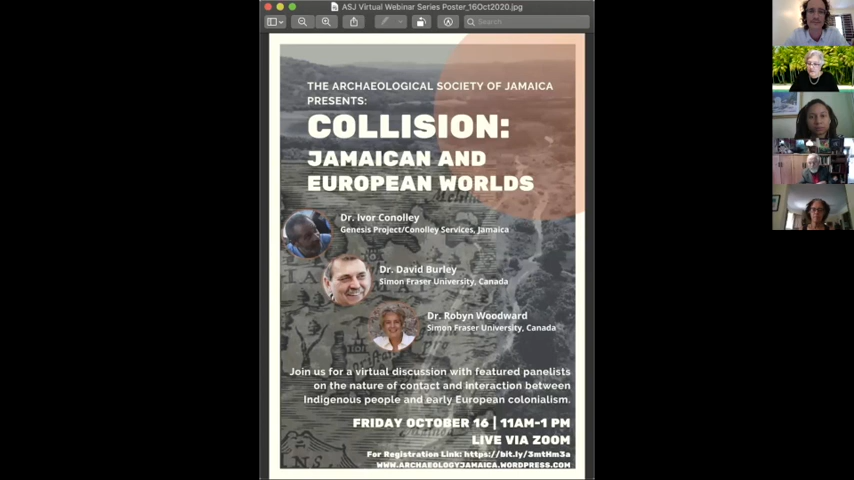 ASJ Virtual Webinar Series Poster_16Oct2020.jpg
Search
THE ARCHAEOLOGICAL SOCIETY OF JAMAICA
PRESENTS:
COLLISION:
JAMAICAN AND
EUROPEAN WORLDS
Dr. Ivor Conolley
Genesis Project/Conolley Services, Jamaica
Dr. David Burley
Simon Fraser University, Canada
Dr. Robyn Woodward
Simon Fraser University, Canada
Join us for a virtual discussion with featured panelists
on the nature of contact and interaction between
Indigenous people and early European colonialism.
FRIDAY OCTOBER 16 | 11AM-1 PM
LIVE VIA ZOOM
For Registration Link: https://bit.ly/3mtHm3a
WWW.ARCHAEOLOGYJAMAICA.WORDPRESS.COM